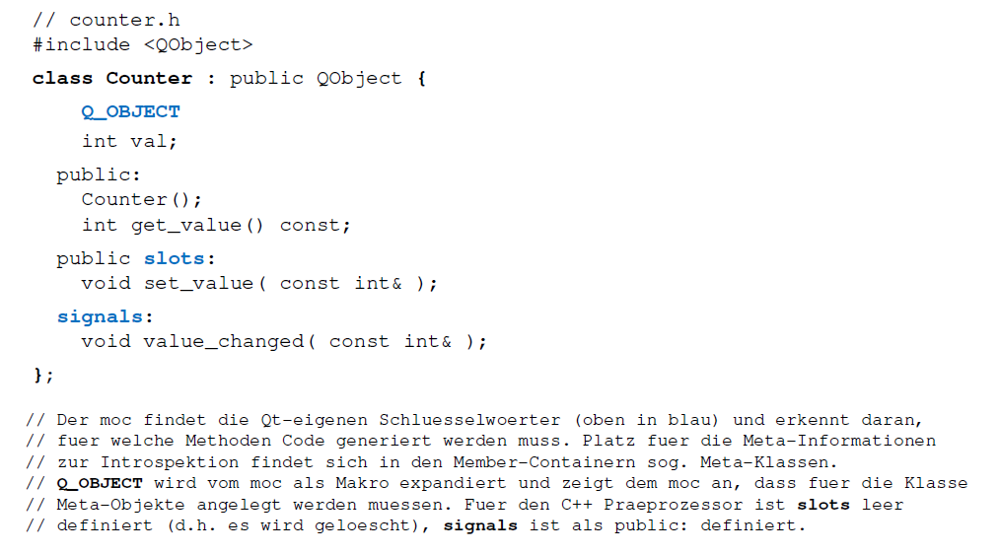 // counter.h
#include <QObject>
class Counter : public QObject {
Q_OBJECT
int val;
public:
Counter();
int get_value() const;
public slots:
void set_value( const int& );
signals:
void value_changed( const int& );
};
// Der moc findet die Qt-eigenen Schluesselwoerter (oben in blau) und erkennt daran,
// fuer welche Methoden Code generiert werden muss. Platz fuer die Meta-Informationen
// zur Introspektion findet sich in den Member-Containern sog. Meta-Klassen.
// Q_OBJECT wird vom moc als Makro expandiert und zeigt dem moc an, dass fuer die Klasse
// Meta-Objekte angelegt werden muessen. Fuer den C++ Praeprozessor ist slots leer
// definiert (d.h. es wird geloescht), signals ist als public: definiert.